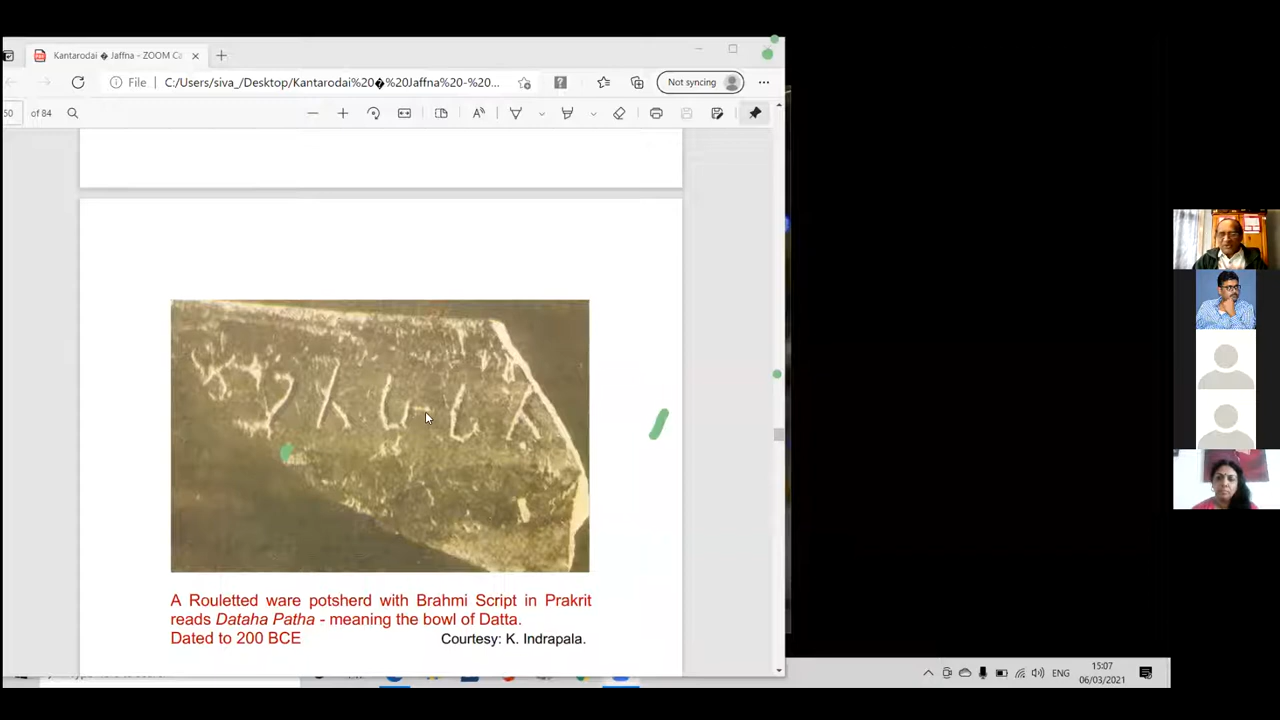 Kantarodai � Jaffna - ZOOM Ca
File
C:/Users/siva_/Desktop/Kantarodai%20�%20Jaffna%20-%20...
Not syncing
50 of 84
A Rouletted ware potsherd with Brahmi Script in Prakrit
reads Dataha Patha - meaning the bowl of Datta.
Dated to 200 BCE
Courtesy: K. Indrapala.
ENG
15:07
06/03/2021